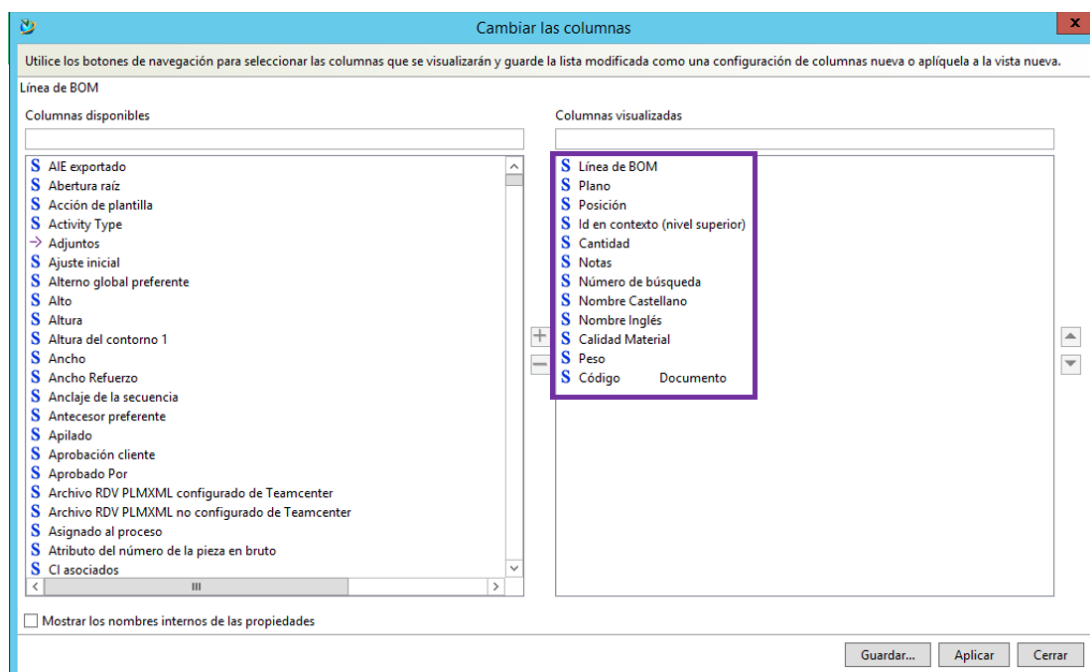 Cambiar las columnas
x
Utilice los botones de navegación para seleccionar las columnas que se visualizarán y guarde la lista modificada como una configuración de columnas nueva o aplíquela a la vista nueva.
Línea de BOM
Columnas disponibles
S AIE exportado
S Abertura raíz
S Acción de plantilla
S Activity Type
→ Adjuntos
S Ajuste inicial
S Alterno global preferente
S Alto
S Altura
S Altura del contorno 1
S Ancho
S Ancho Refuerzo
S Anclaje de la secuencia
S Antecesor preferente
S Apilado
S Aprobación cliente
S Aprobado Por
S Archivo RDV PLMXML configurado de Teamcenter
S Archivo RDV PLMXML no configurado de Teamcenter
S Asignado al proceso
S Atributo del número de la pieza en bruto
S CI asociados
Columnas visualizadas
S Línea de BOM
S Plano
S Posición
S Id en contexto (nivel superior)
S Cantidad
S Notas
S Número de búsqueda
S Nombre Castellano
S Nombre Inglés
S Calidad Material
S Peso
S Código Documento
Mostrar los nombres internos de las propiedades
Guardar... Aplicar Cerrar